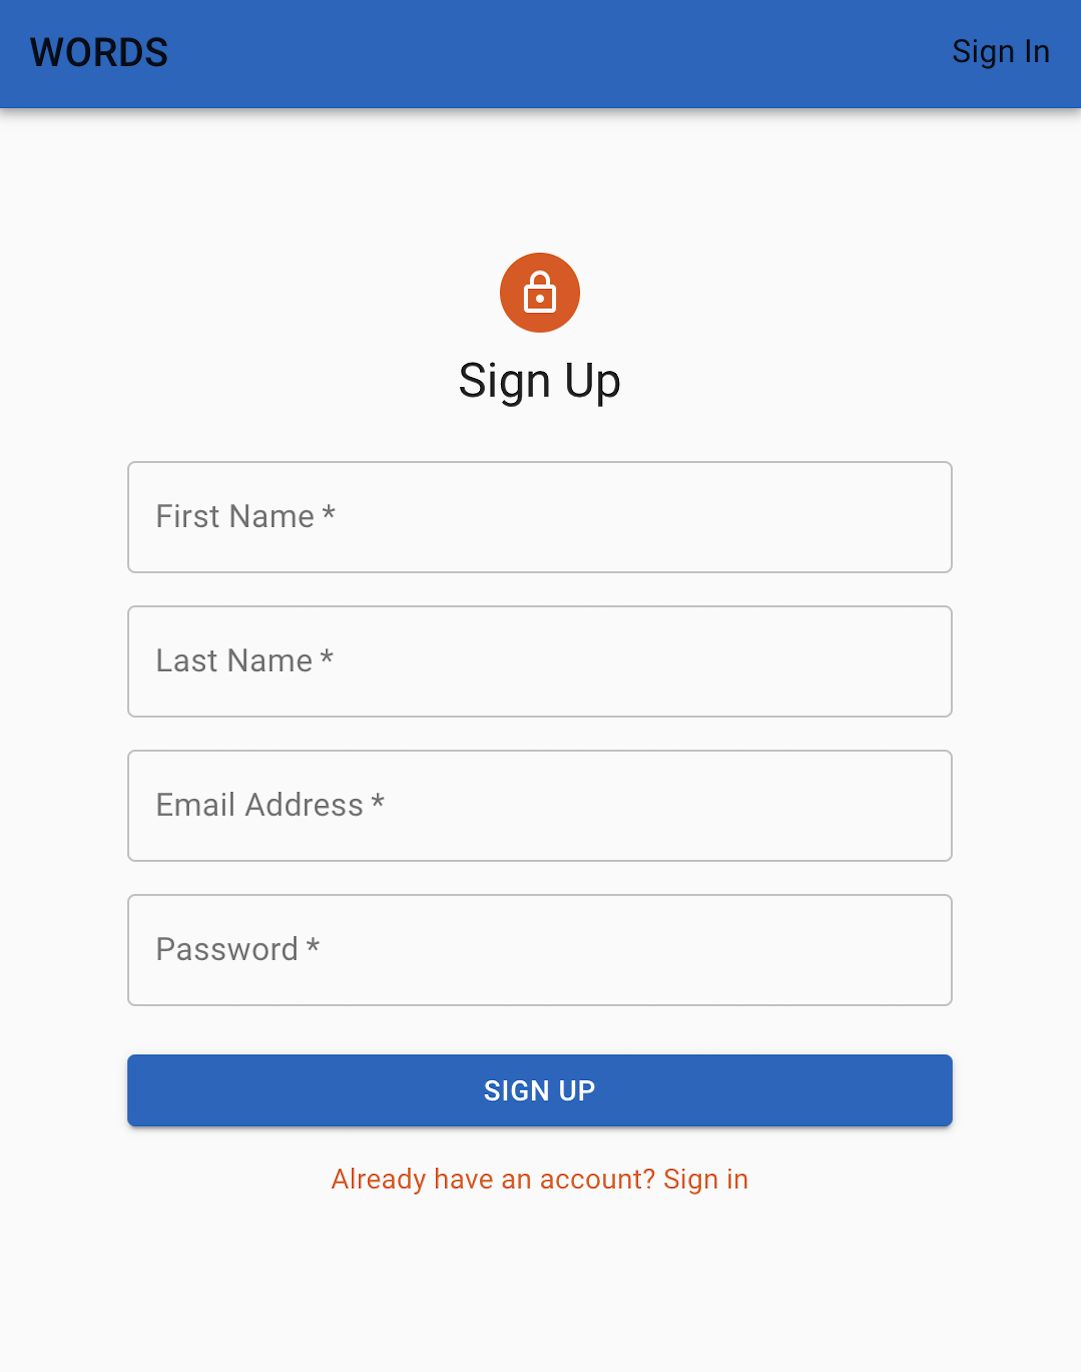 WORDS
Sign In
Sign Up
First Name *
Last Name *
Email Address *
Password *
SIGN UP
Already have an account? Sign in